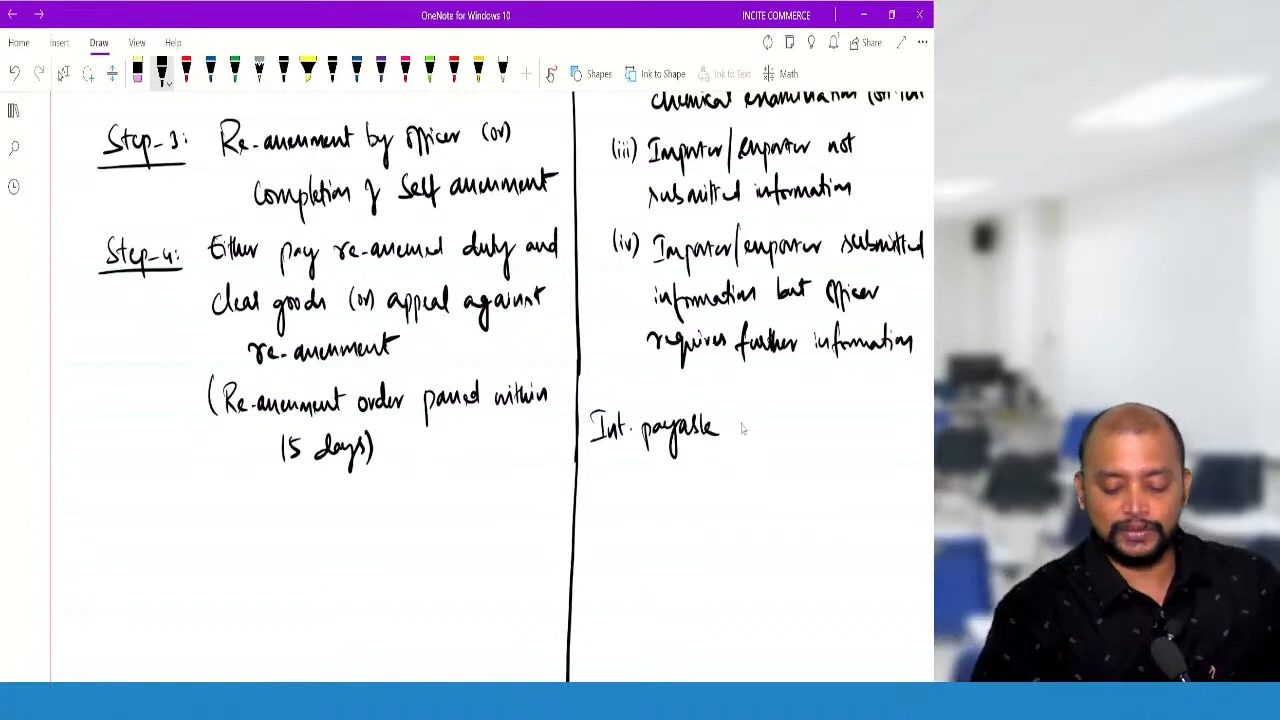 OneNote for Windows 10
INCITE COMMERCE
Home Insert Draw View Help
Share
Shapes Ink to Shape Ink to Text Math
chemical examination (or)
Step-3: Re-assessment by officer (or)
completion of Self assessment
Step-4: Either pay re-assessed duty and
clear goods (or) appeal against
re-assessment
(Re-assessment order passed within
15 days)
(iii) Importer/exporter not
submitted information
(iv) Importer/exporter submitted
information but officer
requires further information
Int. payable